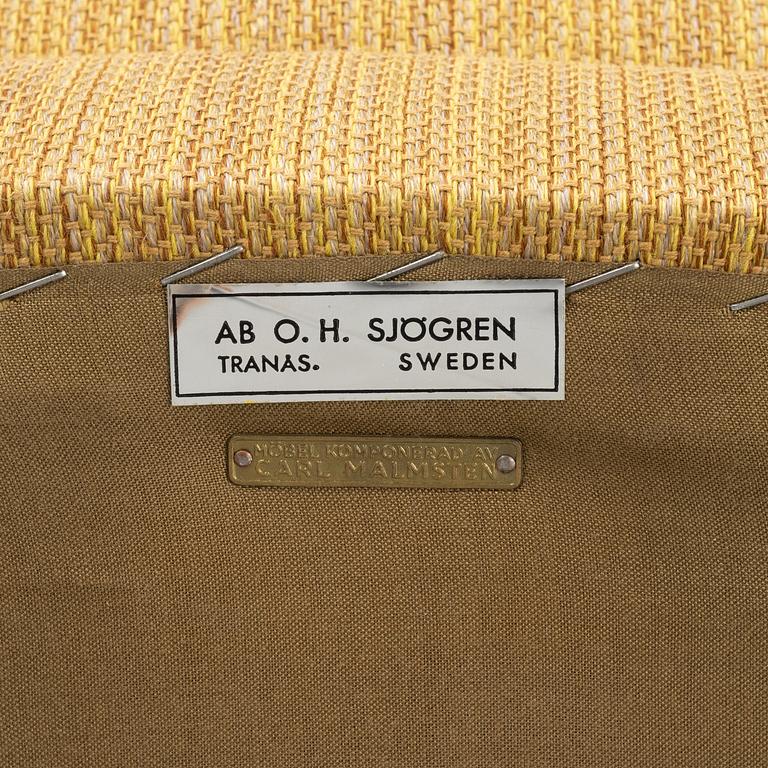 AB O. H. SJÖGREN
TRANÅS. SWEDEN
MÖBEL KOMPONERAD AV
CARL MALMSTEN